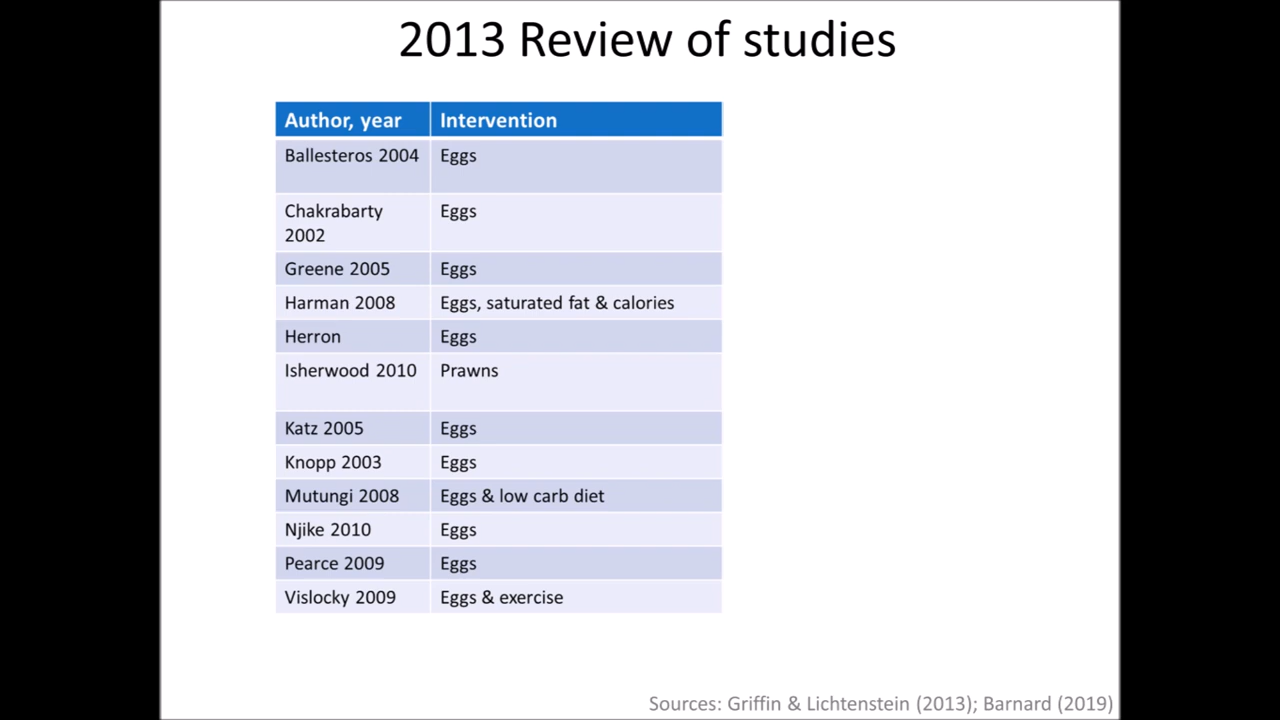 2013 Review of studies
Author, year Intervention
Ballesteros 2004 Eggs
Chakrabarty Eggs
2002
Greene 2005 Eggs
Harman 2008 Eggs, saturated fat & calories
Herron Eggs
Isherwood 2010 Prawns
Katz 2005 Eggs
Knopp 2003 Eggs
Mutungi 2008 Eggs & low carb diet
Njike 2010 Eggs
Pearce 2009 Eggs
Vislocky 2009 Eggs & exercise
Sources: Griffin & Lichtenstein (2013); Barnard (2019)